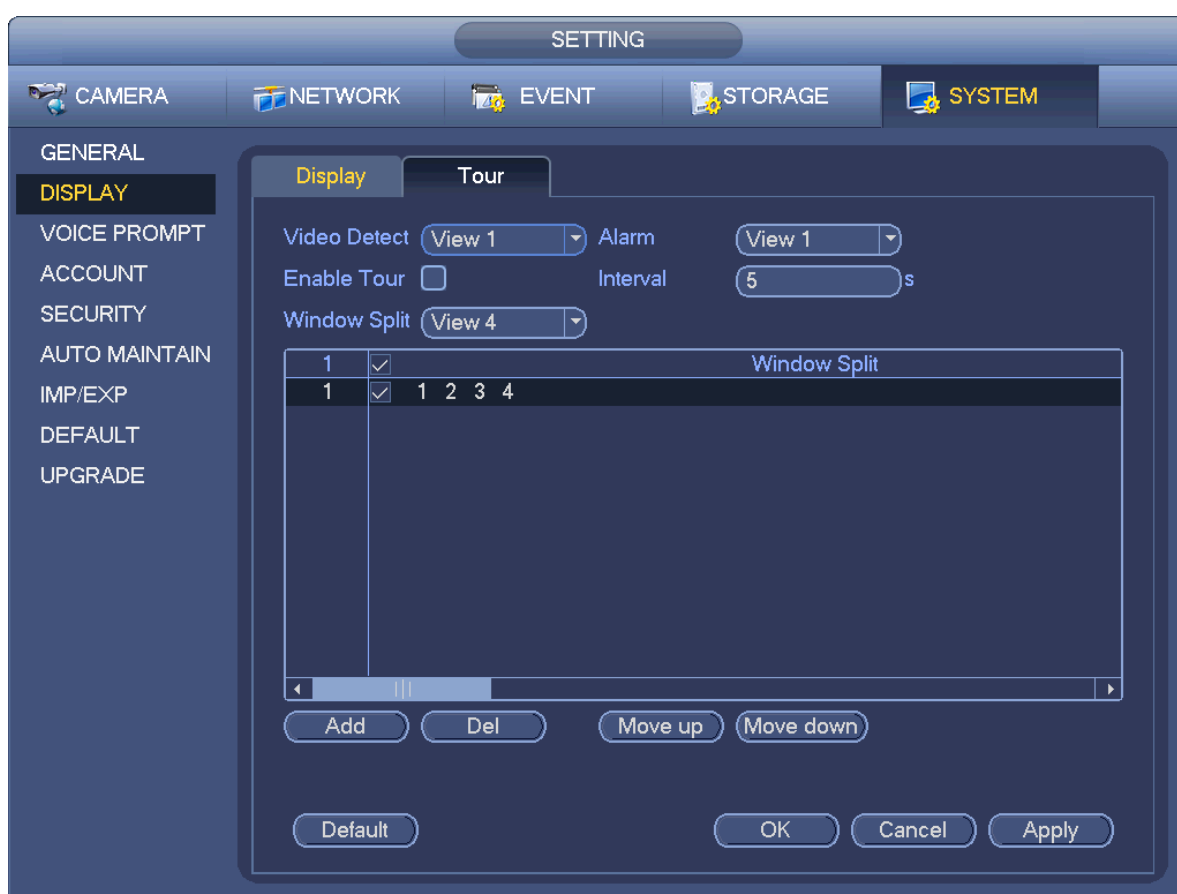 SETTING
CAMERA NETWORK EVENT STORAGE SYSTEM
GENERAL
DISPLAY
VOICE PROMPT
ACCOUNT
SECURITY
AUTO MAINTAIN
IMP/EXP
DEFAULT
UPGRADE
Display Tour
Video Detect View 1 Alarm View 1
Enable Tour Interval 5 s
Window Split View 4
1 Window Split
1 1 2 3 4
Add Del Move up Move down
Default OK Cancel Apply